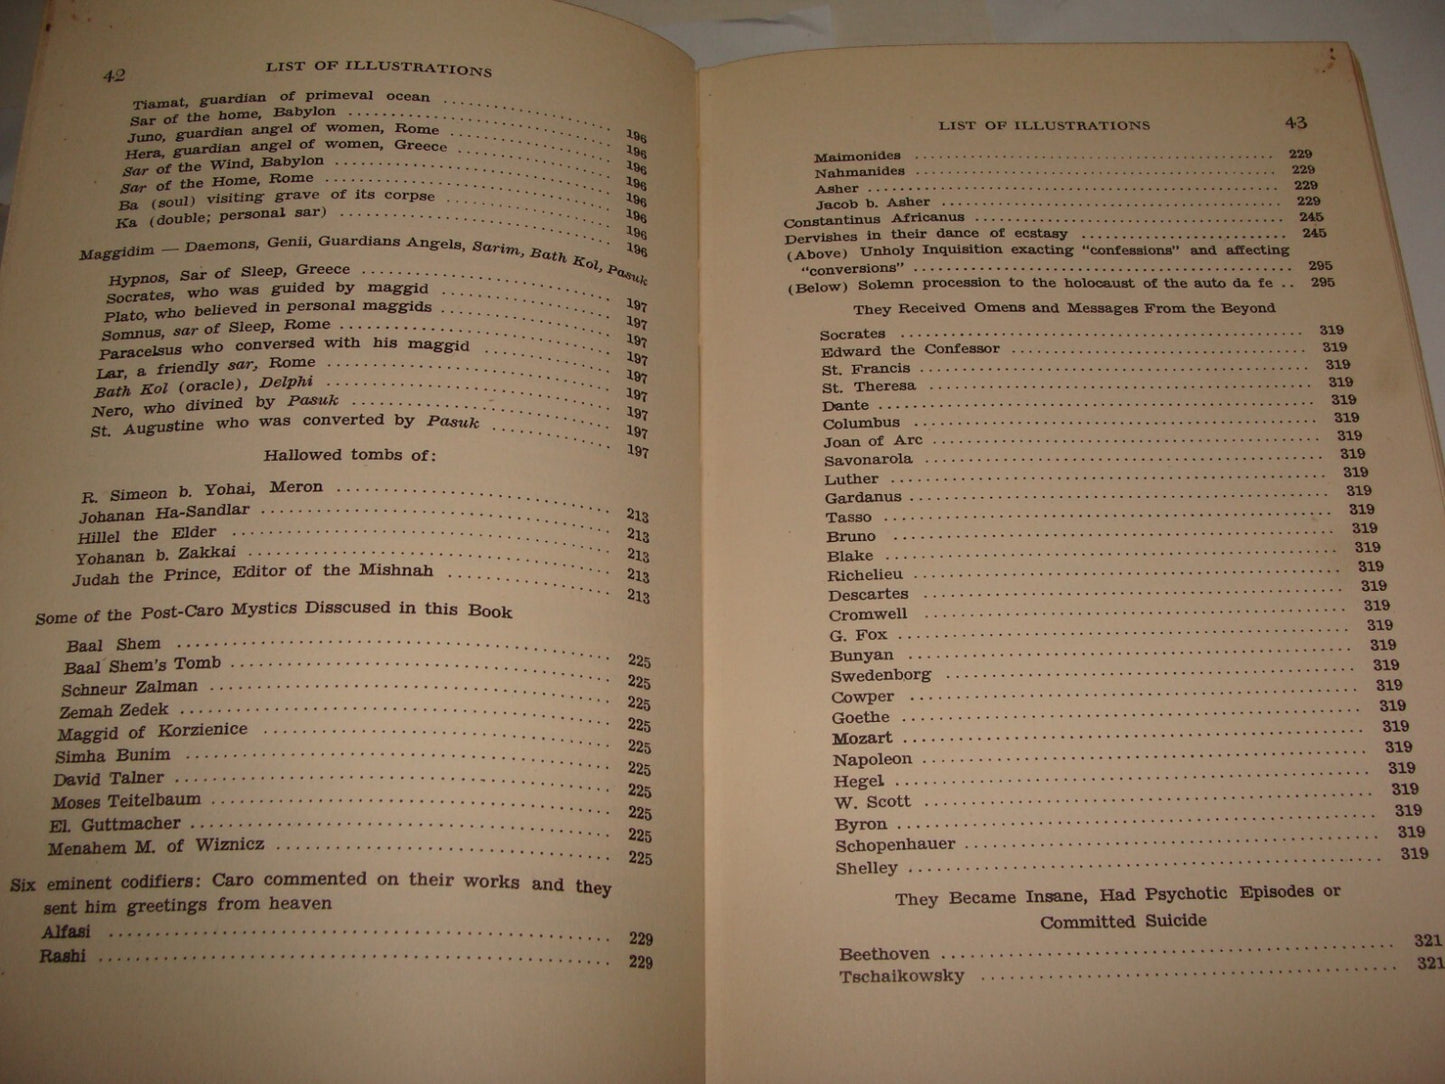 42 LIST OF ILLUSTRATIONS
Tiamat, guardian of primeval ocean ........ 196
Sar of the home, Babylon ........ 196
Juno, guardian angel of women, Rome ........ 196
Hera, guardian angel of women, Greece ........ 196
Sar of the Wind, Babylon ........ 196
Sar of the Home, Rome ........ 196
Ba (soul) visiting grave of its corpse ........ 196
Ka (double; personal sar) ........ 196
Maggidim — Daemons, Genii, Guardians Angels, Sarim, Bath Kol, Pasuk
Hypnos, Sar of Sleep, Greece ........ 197
Socrates, who was guided by maggid ........ 197
Plato, who believed in personal maggids ........ 197
Somnus, sar of Sleep, Rome ........ 197
Paracelsus who conversed with his maggid ........ 197
Lar, a friendly sar, Rome ........ 197
Bath Kol (oracle), Delphi ........ 197
Nero, who divined by Pasuk ........ 197
St. Augustine who was converted by Pasuk ........ 197
Hallowed tombs of:
R. Simeon b. Yohai, Meron ........ 213
Johanan Ha-Sandlar ........ 213
Hillel the Elder ........ 213
Yohanan b. Zakkai ........ 213
Judah the Prince, Editor of the Mishnah ........ 213
Some of the Post-Caro Mystics Disscused in this Book
Baal Shem ........ 225
Baal Shem's Tomb ........ 225
Schneur Zalman ........ 225
Zemah Zedek ........ 225
Maggid of Korzienice ........ 225
Simha Bunim ........ 225
David Talner ........ 225
Moses Teitelbaum ........ 225
El. Guttmacher ........ 225
Menahem M. of Wiznicz ........ 225
Six eminent codifiers: Caro commented on their works and they
sent him greetings from heaven
Alfasi ........ 229
Rashi ........ 229
LIST OF ILLUSTRATIONS 43
Maimonides ........ 229
Nahmanides ........ 229
Asher ........ 229
Jacob b. Asher ........ 229
Constantinus Africanus ........ 245
Dervishes in their dance of ecstasy ........ 245
(Above) Unholy Inquisition exacting "confessions" and affecting
"conversions" ........ 295
(Below) Solemn procession to the holocaust of the auto da fe .. 295
They Received Omens and Messages From the Beyond
Socrates ........ 319
Edward the Confessor ........ 319
St. Francis ........ 319
St. Theresa ........ 319
Dante ........ 319
Columbus ........ 319
Joan of Arc ........ 319
Savonarola ........ 319
Luther ........ 319
Gardanus ........ 319
Tasso ........ 319
Bruno ........ 319
Blake ........ 319
Richelieu ........ 319
Descartes ........ 319
Cromwell ........ 319
G. Fox ........ 319
Bunyan ........ 319
Swedenborg ........ 319
Cowper ........ 319
Goethe ........ 319
Mozart ........ 319
Napoleon ........ 319
Hegel ........ 319
W. Scott ........ 319
Byron ........ 319
Schopenhauer ........ 319
Shelley ........ 319
They Became Insane, Had Psychotic Episodes or
Committed Suicide
Beethoven ........ 321
Tschaikowsky ........ 321